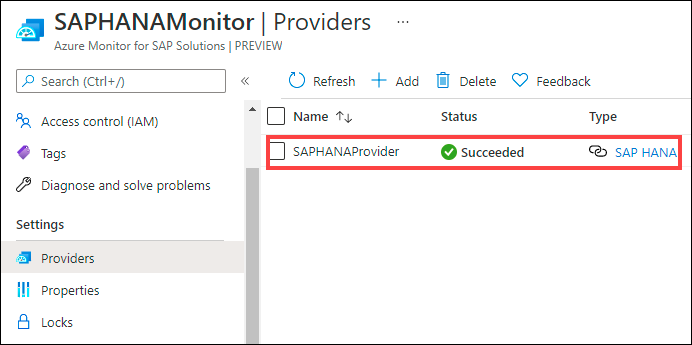 SAPHANAMonitor | Providers ...
Azure Monitor for SAP Solutions | PREVIEW
Search (Ctrl+/) «
Refresh + Add Delete Feedback
Access control (IAM)
Tags
Diagnose and solve problems
Settings
Providers
Properties
Locks
Name ↑↓ Status Type
SAPHANAProvider Succeeded SAP HANA